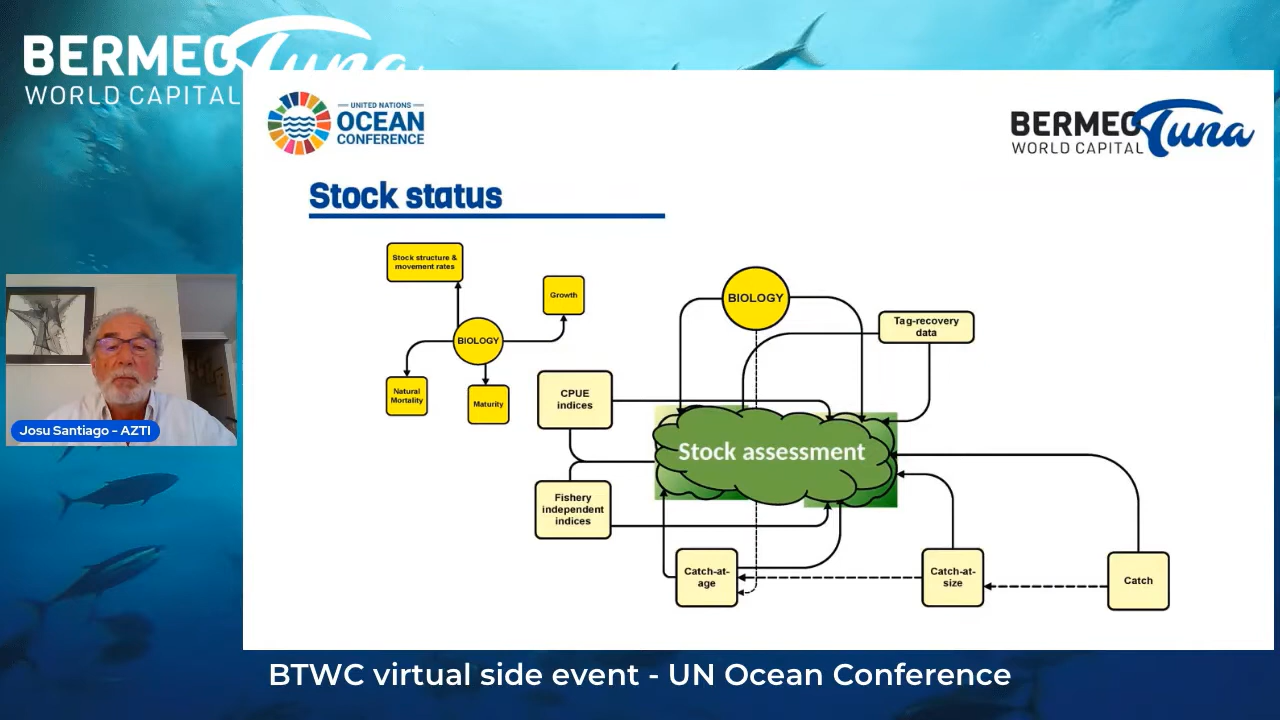 BERMEO Tuna
WORLD CAPITAL
UNITED NATIONS
OCEAN
CONFERENCE
BERMEO Tuna
WORLD CAPITAL
Stock status
Stock structure &
movement rates
Growth
BIOLOGY
Natural
Mortality
Maturity
BIOLOGY
Tag-recovery
data
CPUE
indices
Stock assessment
Fishery
independent
indices
Catch-at-
age
Catch-at-
size
Catch
Josu Santiago - AZTI
BTWC virtual side event - UN Ocean Conference